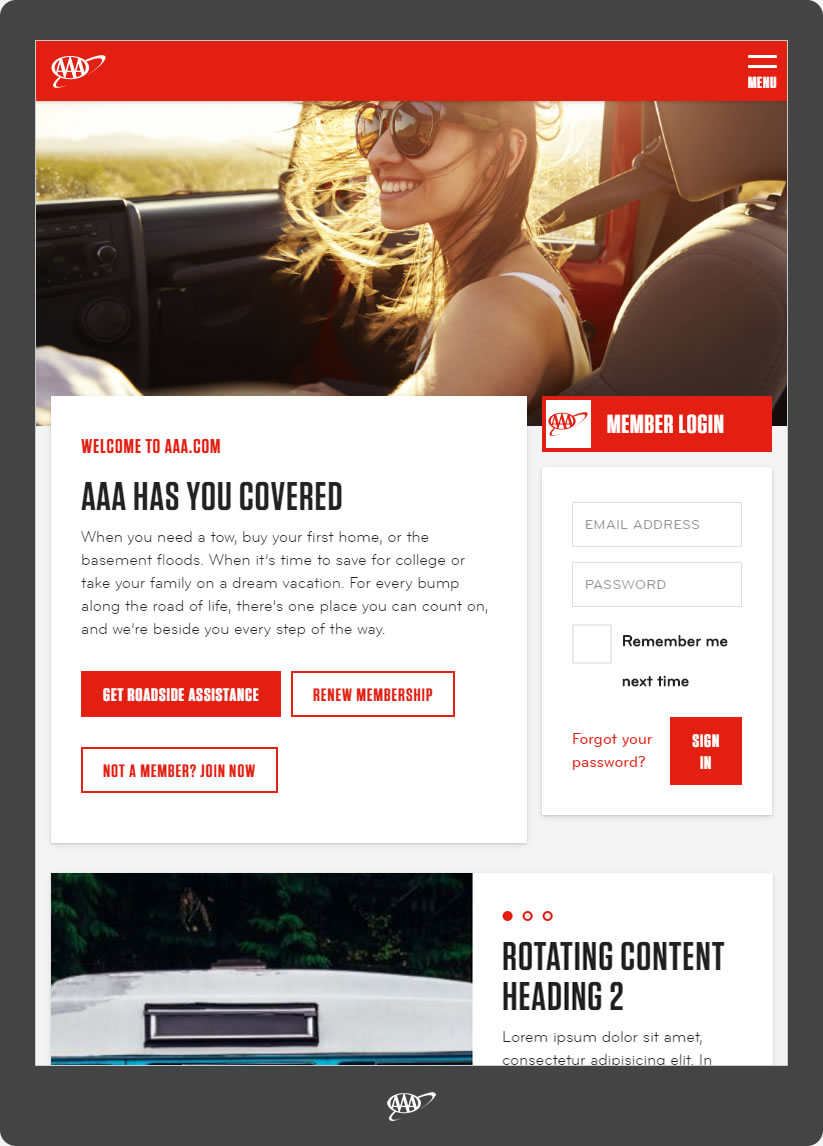 AAA
MENU
WELCOME TO AAA.COM
AAA HAS YOU COVERED
When you need a tow, buy your first home, or the
basement floods. When it's time to save for college or
take your family on a dream vacation. For every bump
along the road of life, there's one place you can count on,
and we're beside you every step of the way.
GET ROADSIDE ASSISTANCE
RENEW MEMBERSHIP
NOT A MEMBER? JOIN NOW
AAA
MEMBER LOGIN
EMAIL ADDRESS
PASSWORD
Remember me
next time
Forgot your
password?
SIGN
IN
ROTATING CONTENT
HEADING 2
Lorem ipsum dolor sit amet,
consectetur adipisicing elit. In
AAA